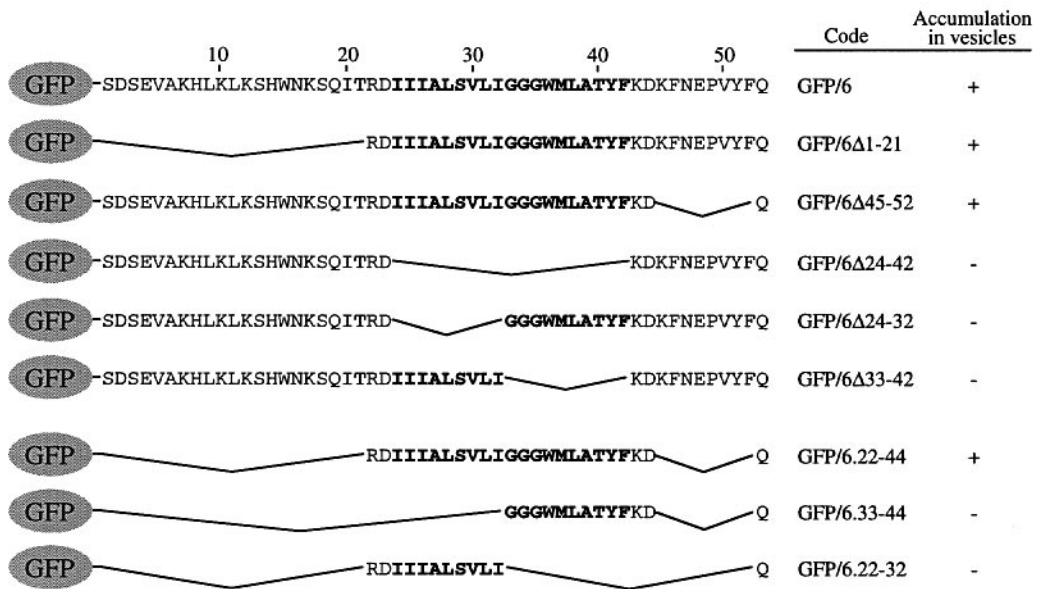 Code Accumulation in vesicles
10 20 30 40 50
GFP SDSEVAKHLKLKSHWNKSQITRDIIIALSVLIGGGWMLATYFKDKFNEPVYFQ GFP/6 +
GFP RDIIIALSVLIGGGWMLATYFKDKFNEPVYFQ GFP/6Δ1-21 +
GFP SDSEVAKHLKLKSHWNKSQITRDIIIALSVLIGGGWMLATYFKD Q GFP/6Δ45-52 +
GFP SDSEVAKHLKLKSHWNKSQITRD KDKFNEPVYFQ GFP/6Δ24-42 -
GFP SDSEVAKHLKLKSHWNKSQITRD GGGWMLATYFKDKFNEPVYFQ GFP/6Δ24-32 -
GFP SDSEVAKHLKLKSHWNKSQITRDIIIALSVLI KDKFNEPVYFQ GFP/6Δ33-42 -
GFP RDIIIALSVLIGGGWMLATYFKD Q GFP/6.22-44 +
GFP GGGWMLATYFKD Q GFP/6.33-44 -
GFP RDIIIALSVLI Q GFP/6.22-32 -